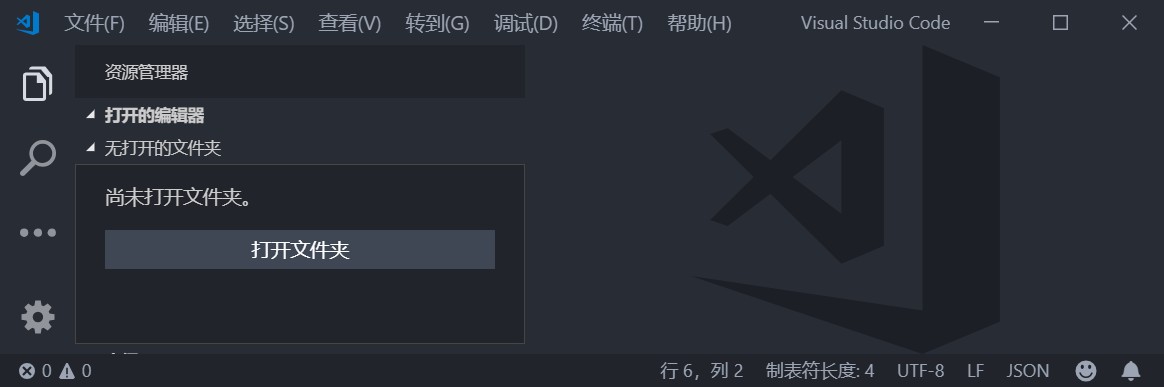 文件(F) 编辑(E) 选择(S) 查看(V) 转到(G) 调试(D) 终端(T) 帮助(H) Visual Studio Code
资源管理器
打开的编辑器
无打开的文件夹
尚未打开文件夹。
打开文件夹
0 0 行 6，列 2 制表符长度: 4 UTF-8 LF JSON